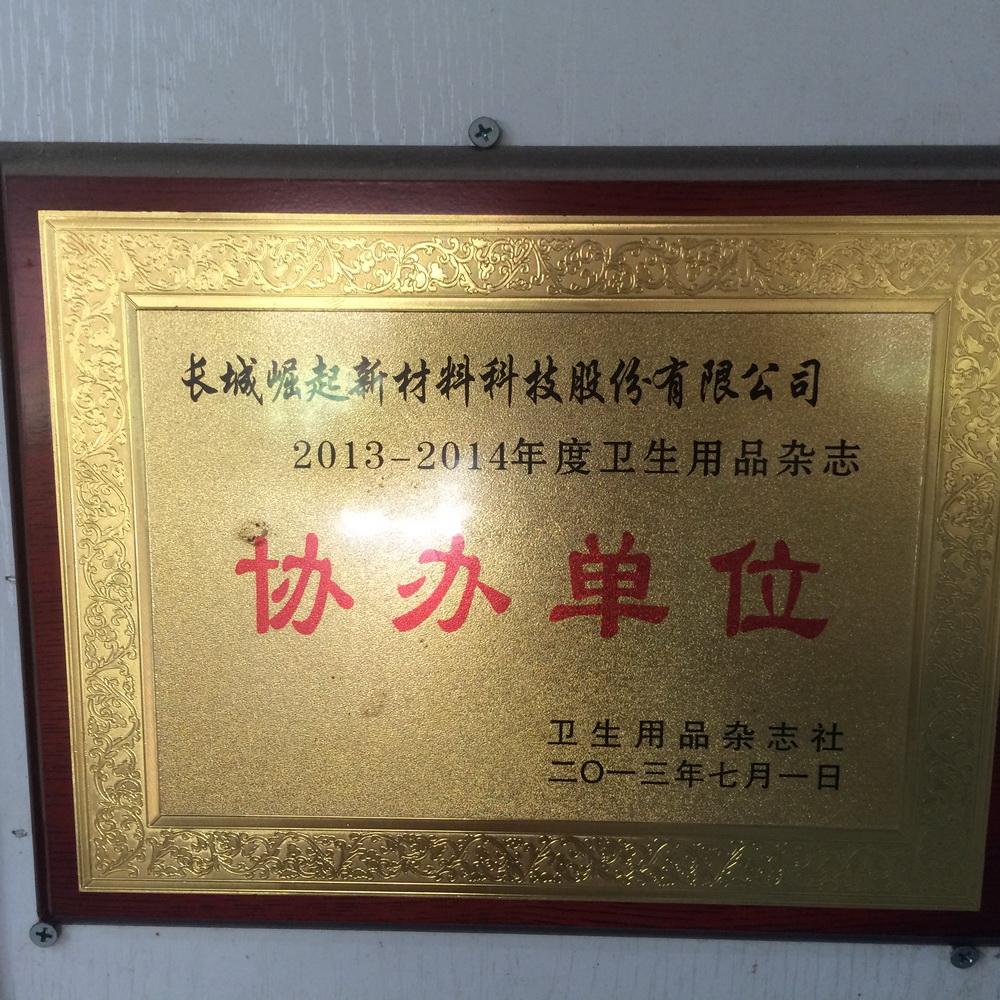 长城崛起新材料科技股份有限公司
2013-2014年度卫生用品杂志
协办单位
卫生用品杂志社
二〇一三年七月一日